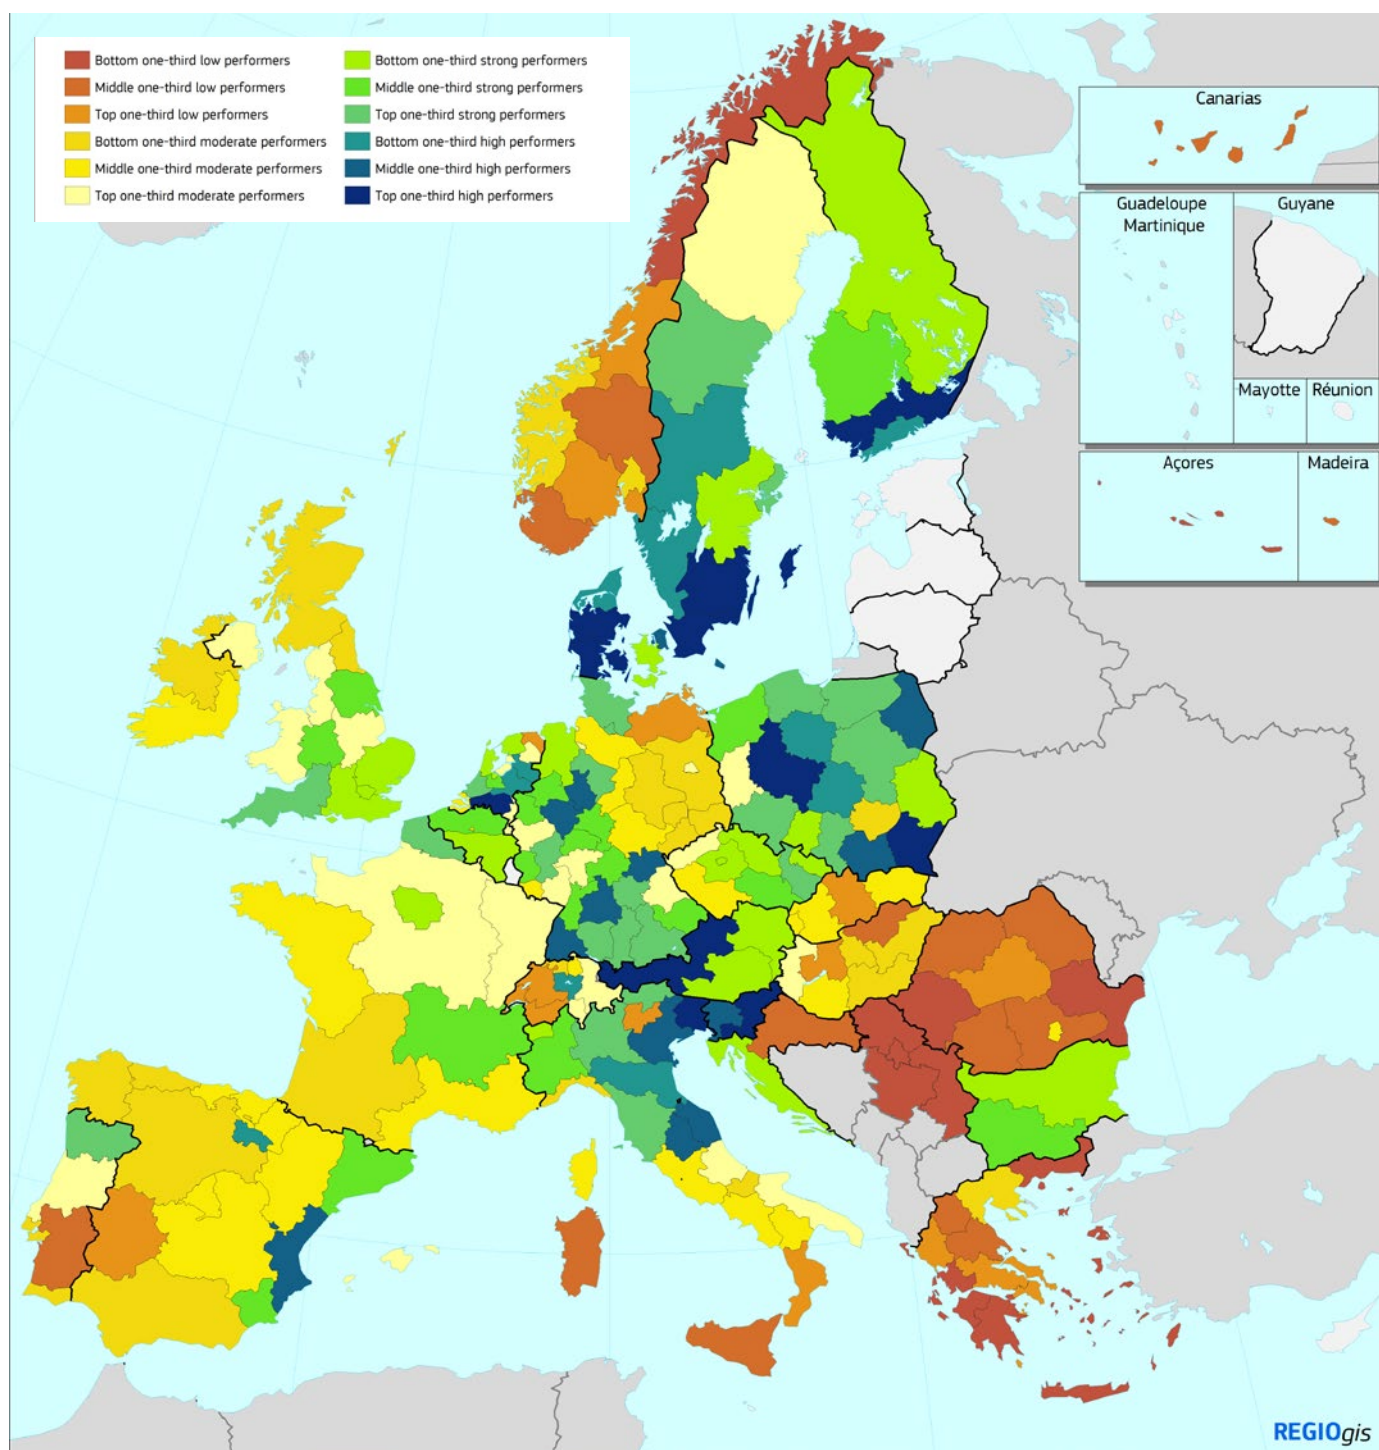 Bottom one-third low performers
Middle one-third low performers
Top one-third low performers
Bottom one-third moderate performers
Middle one-third moderate performers
Top one-third moderate performers
Bottom one-third strong performers
Middle one-third strong performers
Top one-third strong performers
Bottom one-third high performers
Middle one-third high performers
Top one-third high performers
Canarias
Guadeloupe
Martinique
Guyane
Mayotte
Réunion
Açores
Madeira
REGIOgis